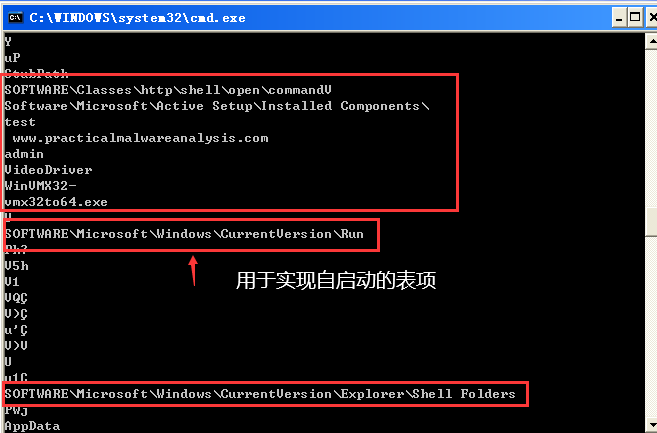 C:\WINDOWS\system32\cmd.exe
Y
uP
StubPath
SOFTWARE\Classes\http\shell\open\commandV
Software\Microsoft\Active Setup\Installed Components\
test
www.practicalmalwareanalysis.com
admin
VideoDriver
WinVMX32-
vmx32to64.exe
SOFTWARE\Microsoft\Windows\CurrentVersion\Run
Ph?
V5h
V1
VQÇ
V>Ç
用于实现自启动的表项
u'Ç
V>V
U
u1Ç
SOFTWARE\Microsoft\Windows\CurrentVersion\Explorer\Shell Folders
PWj
AppData